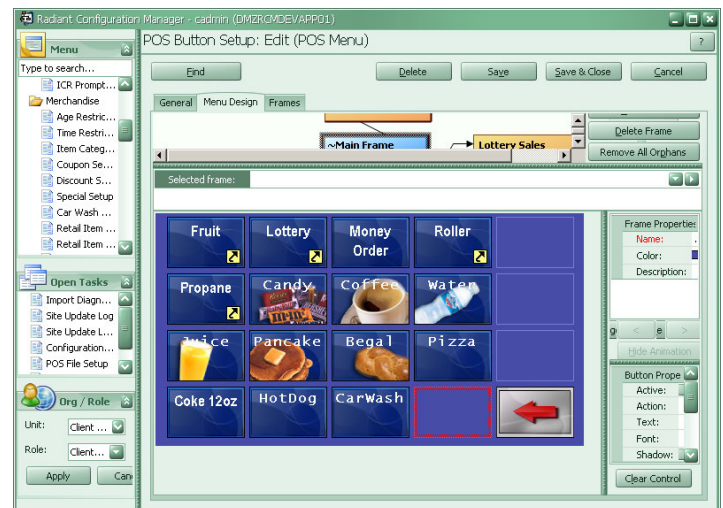 Radiant Configuration Manager - cadmin (DMZRCMDEVAPP01)
Menu
Type to search...
ICR Prompt...
Merchandise
Age Restric...
Time Restri...
Item Categ...
Coupon Se...
Discount S...
Special Setup
Car Wash ...
Retail Item ...
Retail Item ...
Open Tasks
Import Diagn...
Site Update Log
Site Update L...
Configuration...
POS File Setup
Org / Role
Unit: Client ...
Role: Client...
Apply Can
POS Button Setup: Edit (POS Menu)
?
Find Delete Save Save & Close Cancel
General Menu Design Frames
~Main Frame Lottery Sales
Delete Frame
Remove All Orphans
Selected frame:
Fruit Lottery Money Order Roller
Propane Candy Coffee Water
Juice Pancake Begal Pizza
Coke 12oz HotDog CarWash
Frame Properties
Name: .
Color:
Description:
g < e >
Hide Animation
Button Prope
Active:
Action:
Text:
Font:
Shadow:
Clear Control